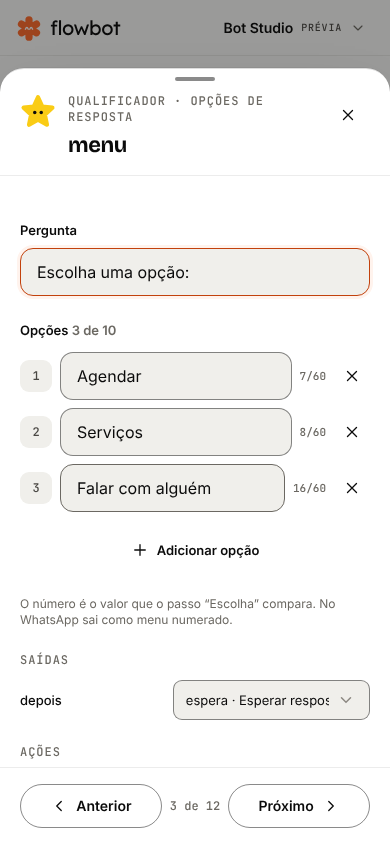 flowbot
Bot Studio PRÉVIA
QUALIFICADOR · OPÇÕES DE
RESPOSTA
menu
Pergunta
Escolha uma opção:
Opções 3 de 10
1 Agendar 7/60
2 Serviços 8/60
3 Falar com alguém 16/60
Adicionar opção
O número é o valor que o passo “Escolha” compara. No
WhatsApp sai como menu numerado.
SAÍDAS
depois espera · Esperar respos
AÇÕES
Anterior 3 de 12 Próximo